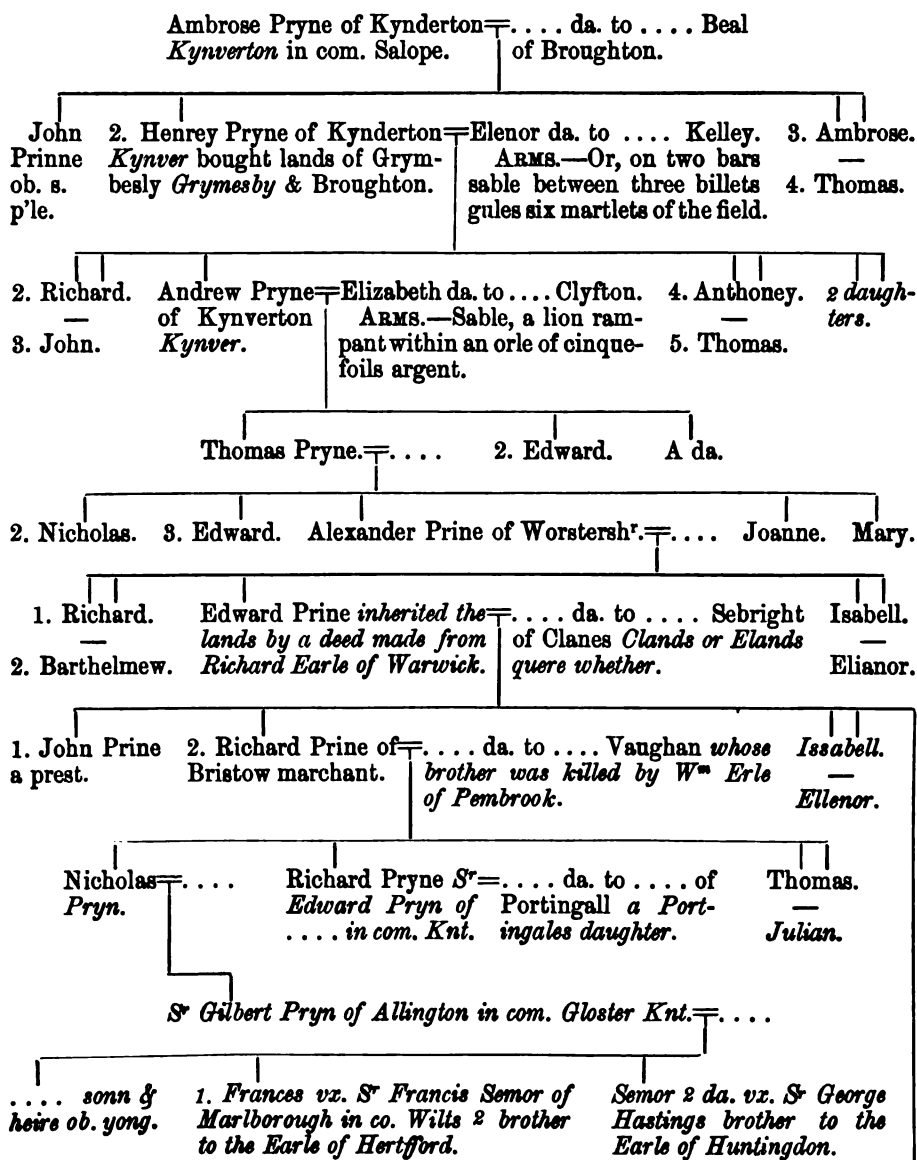 Ambrose Pryne of Kynderton=. . . . da. to . . . . Beal
Kynverton in com. Salope. of Broughton.
John 2. Henrey Pryne of Kynderton=Elenor da. to . . . . Kelley. 3. Ambrose.
Prinne Kynver bought lands of Grym- ARMS.—Or, on two bars —
ob. s. besly Grymesby & Broughton. sable between three billets 4. Thomas.
p'le. gules six martlets of the field.
2. Richard. Andrew Pryne=Elizabeth da. to . . . . Clyfton. 4. Anthoney. 2 daugh-
— of Kynverton ARMS.—Sable, a lion ram- — ters.
3. John. Kynver. pant within an orle of cinque- 5. Thomas.
foils argent.
Thomas Pryne.=. . . . 2. Edward. A da.
2. Nicholas. 3. Edward. Alexander Prine of Worstershr.=. . . . Joanne. Mary.
1. Richard. Edward Prine inherited the=. . . . da. to . . . . Sebright Isabell.
— lands by a deed made from of Clanes Clands or Elands —
2. Barthelmew. Richard Earle of Warwick. quere whether. Elianor.
1. John Prine 2. Richard Prine of=. . . . da. to . . . . Vaughan whose Issabell.
a prest. Bristow marchant. brother was killed by Wm Erle —
of Pembrook. Ellenor.
Nicholas=. . . . Richard Pryne Sr=. . . . da. to . . . . of Thomas.
Pryn. Edward Pryn of Portingall a Port- —
. . . . in com. Knt. ingales daughter. Julian.
Sr Gilbert Pryn of Allington in com. Gloster Knt.=. . . .
. . . . sonn & 1. Frances vx. Sr Francis Semor of Semor 2 da. vx. Sr George
heire ob. yong. Marlborough in co. Wilts 2 brother Hastings brother to the
to the Earle of Hertfford. Earle of Huntingdon.